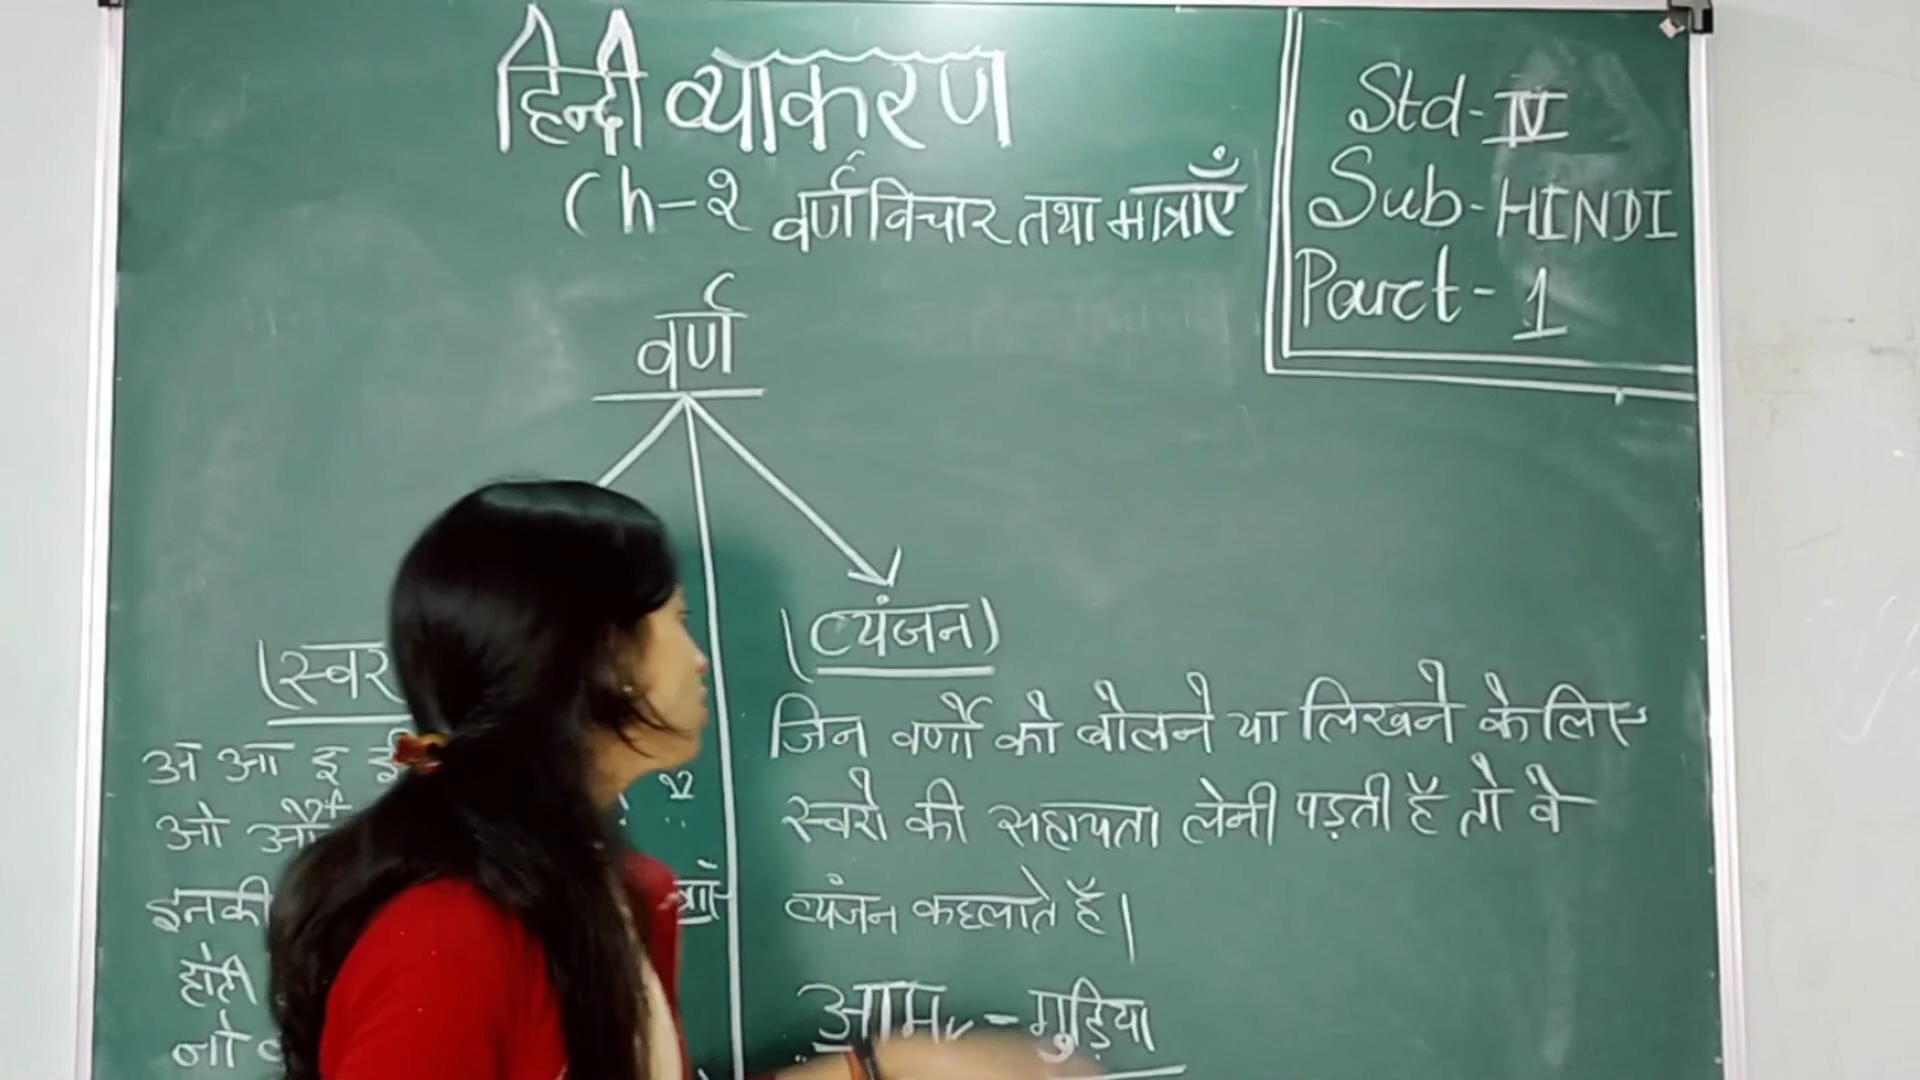 हिन्दी व्याकरण
Ch-२ वर्ण विचार तथा मात्राएँ
Std-IV
Sub-HINDI
Part-1
वर्ण
(स्वर
(व्यंजन)
अ आ इ ई
ओ औ
इनकी
जिन वर्णों को बोलने या लिखने के लिए
स्वरो की सहायता लेनी पड़ती हैं तो वे
व्यंजन कहलाते हैं|
आम - गुड़िया